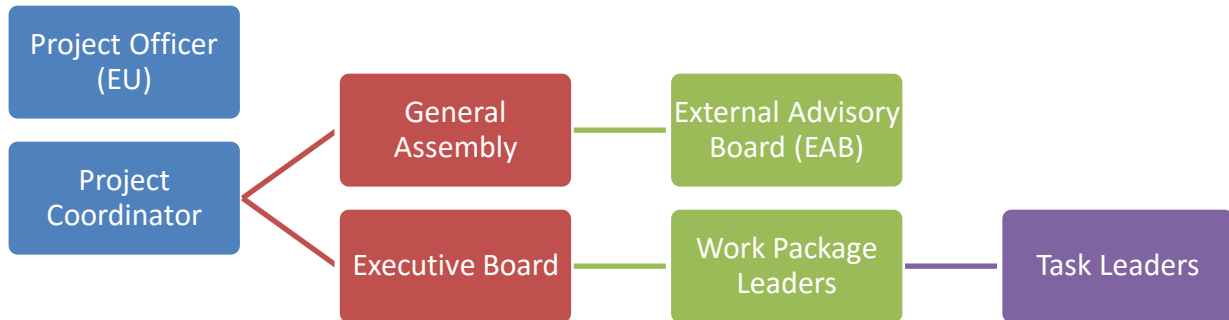 Project Officer
(EU)
Project
Coordinator
General
Assembly
Executive Board
External Advisory
Board (EAB)
Work Package
Leaders
Task Leaders